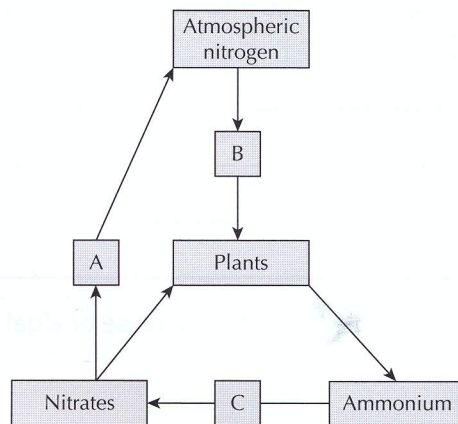 Atmospheric
nitrogen
B
A
Plants
Nitrates
C
Ammonium